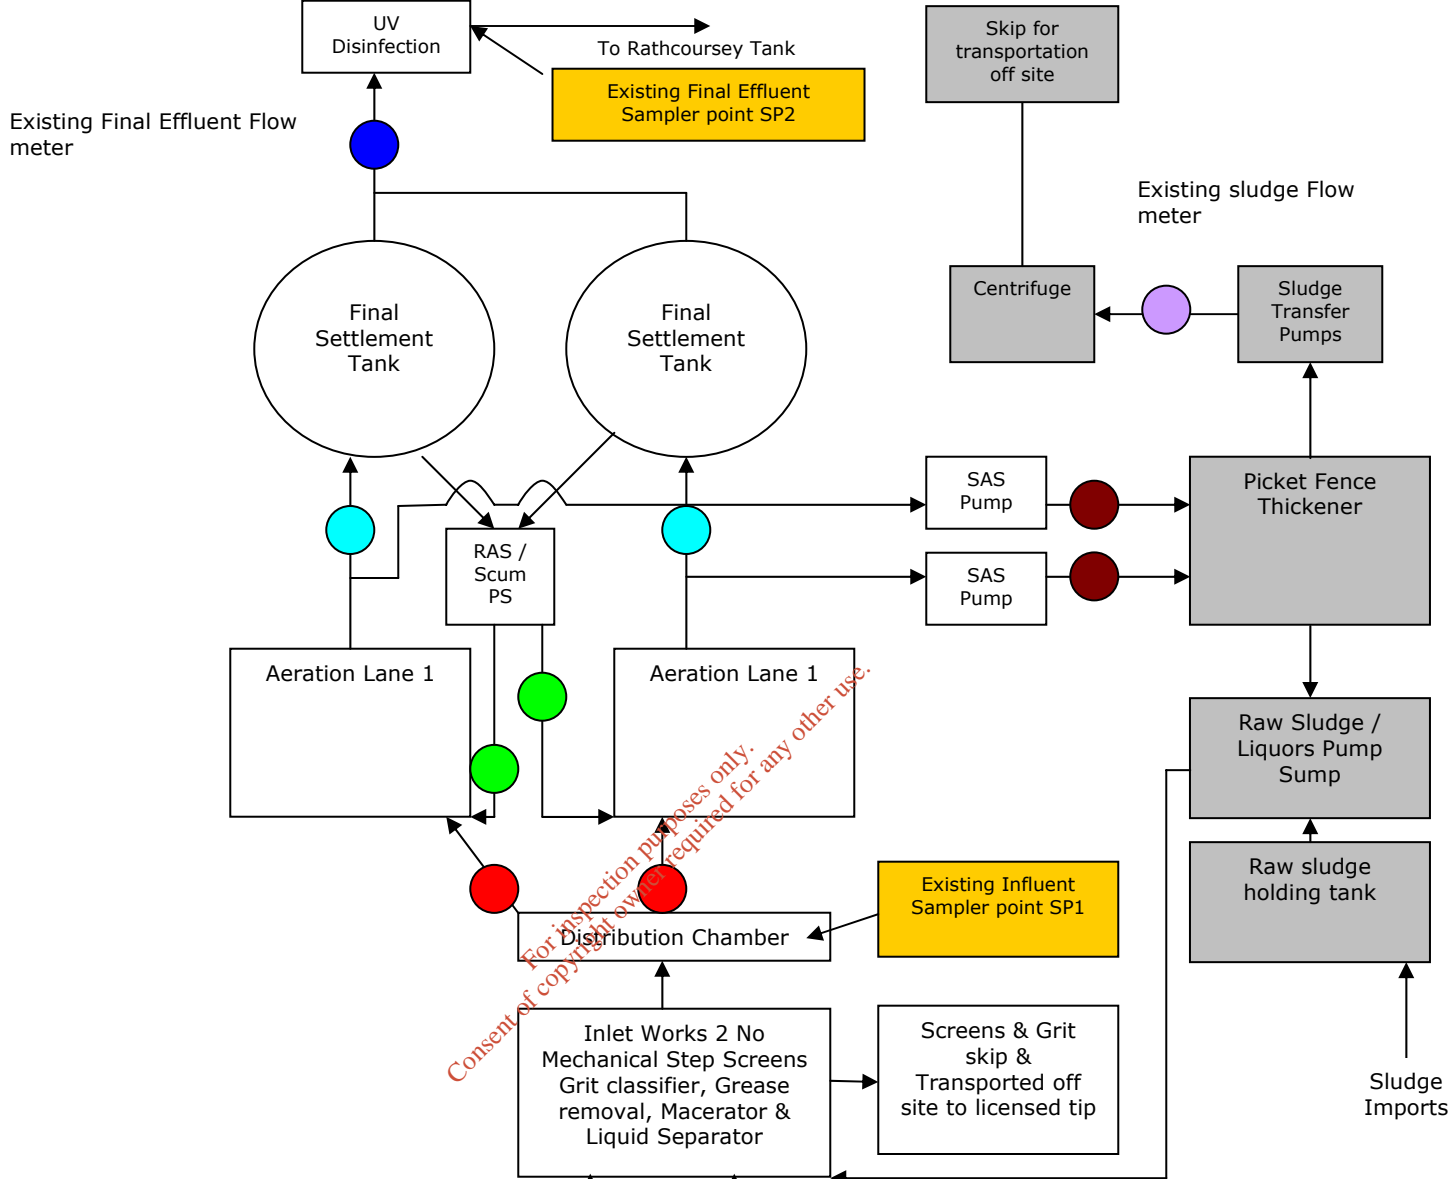 UV
Disinfection
To Rathcoursey Tank
Existing Final Effluent
Sampler point SP2
Skip for
transportation
off site
Existing Final Effluent Flow
meter
Existing sludge Flow
meter
Final
Settlement
Tank
Final
Settlement
Tank
Centrifuge
Sludge
Transfer
Pumps
SAS
Pump
Picket Fence
Thickener
RAS /
Scum
PS
SAS
Pump
Aeration Lane 1
Aeration Lane 1
Raw Sludge /
Liquors Pump
Sump
Existing Influent
Sampler point SP1
Raw sludge
holding tank
Distribution Chamber
For inspection purposes only.
Consent of copyright owner required for any other use.
Inlet Works 2 No
Mechanical Step Screens
Grit classifier, Grease
removal, Macerator &
Liquid Separator
Screens & Grit
skip &
Transported off
site to licensed tip
Sludge
Imports